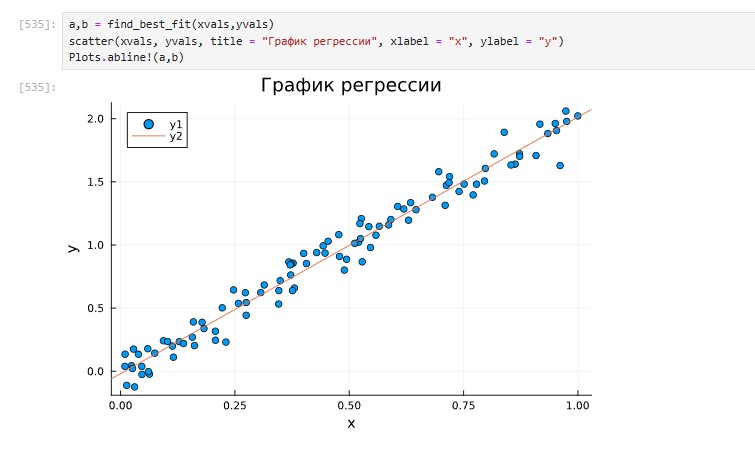 [535]: a,b = find_best_fit(xvals,yvals)
scatter(xvals, yvals, title = "График регрессии", xlabel = "x", ylabel = "y")
Plots.abline!(a,b)
[535]:
График регрессии
y1
y2
2.0
1.5
1.0
0.5
0.0
y
0.00 0.25 0.50 0.75 1.00
x